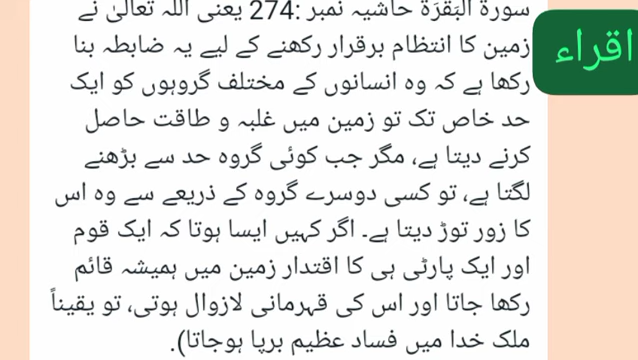 سورة البَقَرَة حاشیہ نمبر :274 یعنی اللہ تعالیٰ نے
زمین کا انتظام برقرار رکھنے کے لیے یہ ضابطہ بنا
رکھا ہے کہ وہ انسانوں کے مختلف گروہوں کو ایک
حد خاص تک تو زمین میں غلبہ و طاقت حاصل
کرنے دیتا ہے، مگر جب کوئی گروہ حد سے بڑھنے
لگتا ہے، تو کسی دوسرے گروہ کے ذریعے سے وہ اس
کا زور توڑ دیتا ہے۔ اگر کہیں ایسا ہوتا کہ ایک قوم
اور ایک پارٹی ہی کا اقتدار زمین میں ہمیشہ قائم
رکھا جاتا اور اس کی قہرمانی لازوال ہوتی، تو یقیناً
ملک خدا میں فساد عظیم برپا ہوجاتا).
اقراء